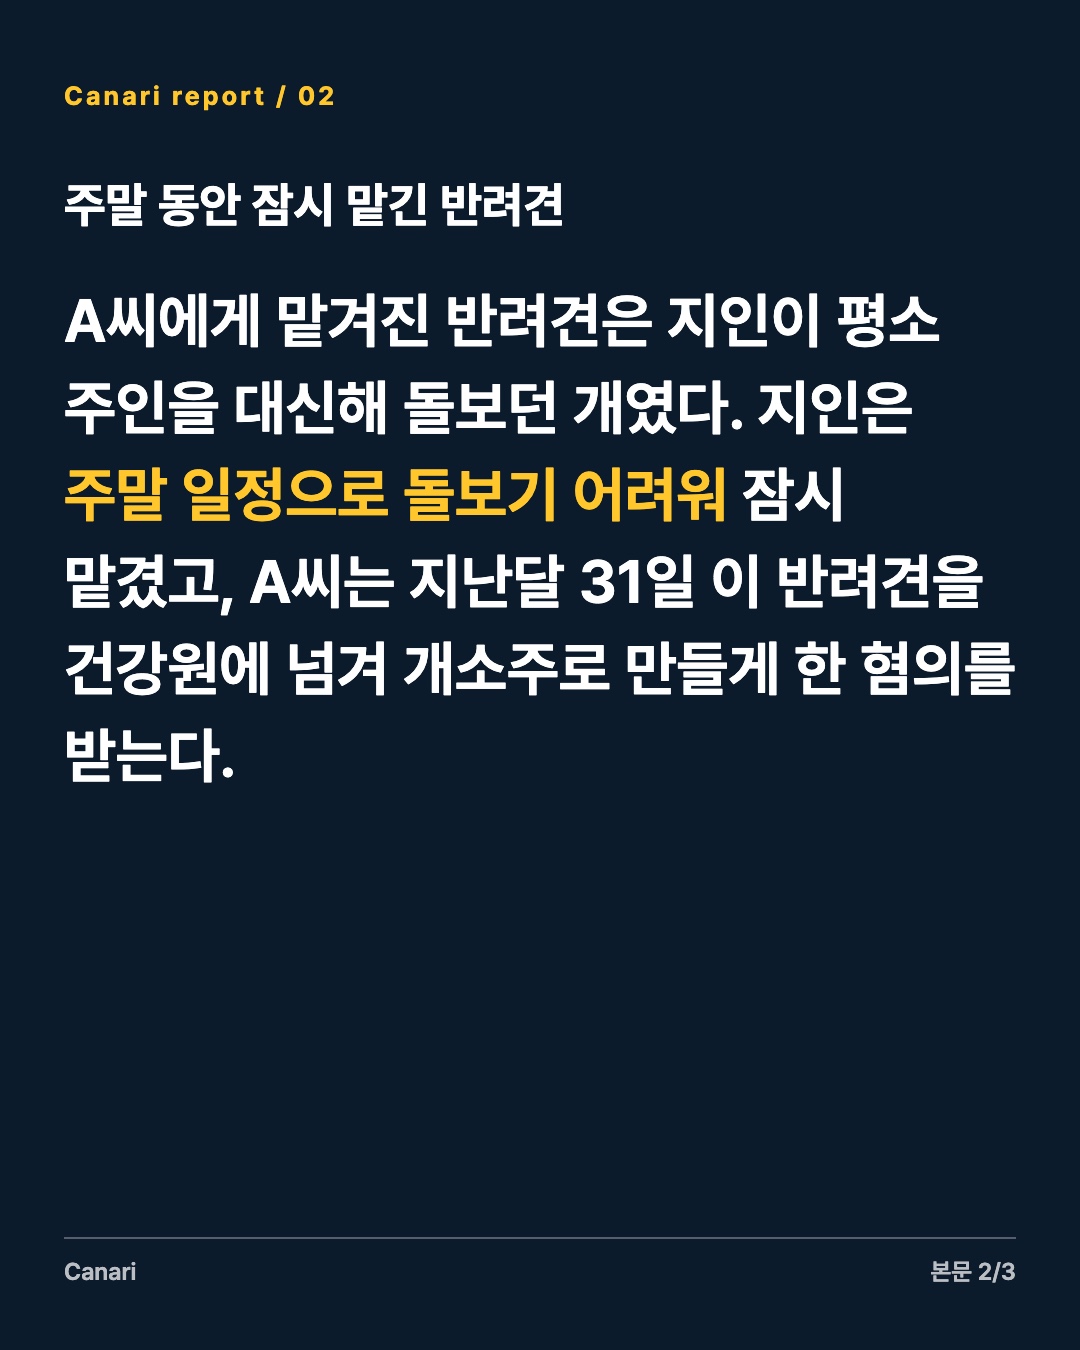 Canari report / 02
주말 동안 잠시 맡긴 반려견
A씨에게 맡겨진 반려견은 지인이 평소
주인을 대신해 돌보던 개였다. 지인은
주말 일정으로 돌보기 어려워 잠시
맡겼고, A씨는 지난달 31일 이 반려견을
건강원에 넘겨 개소주로 만들게 한 혐의를
받는다.
Canari
본문 2/3